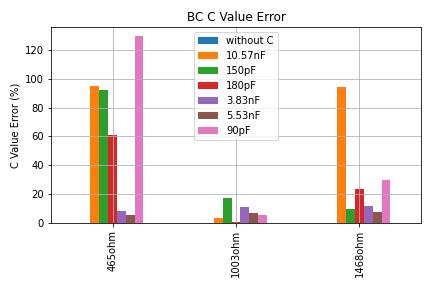 BC C Value Error
C Value Error (%)
120
100
80
60
40
20
0
without C
10.57nF
150pF
180pF
3.83nF
5.53nF
90pF
465ohm
1003ohm
1468ohm